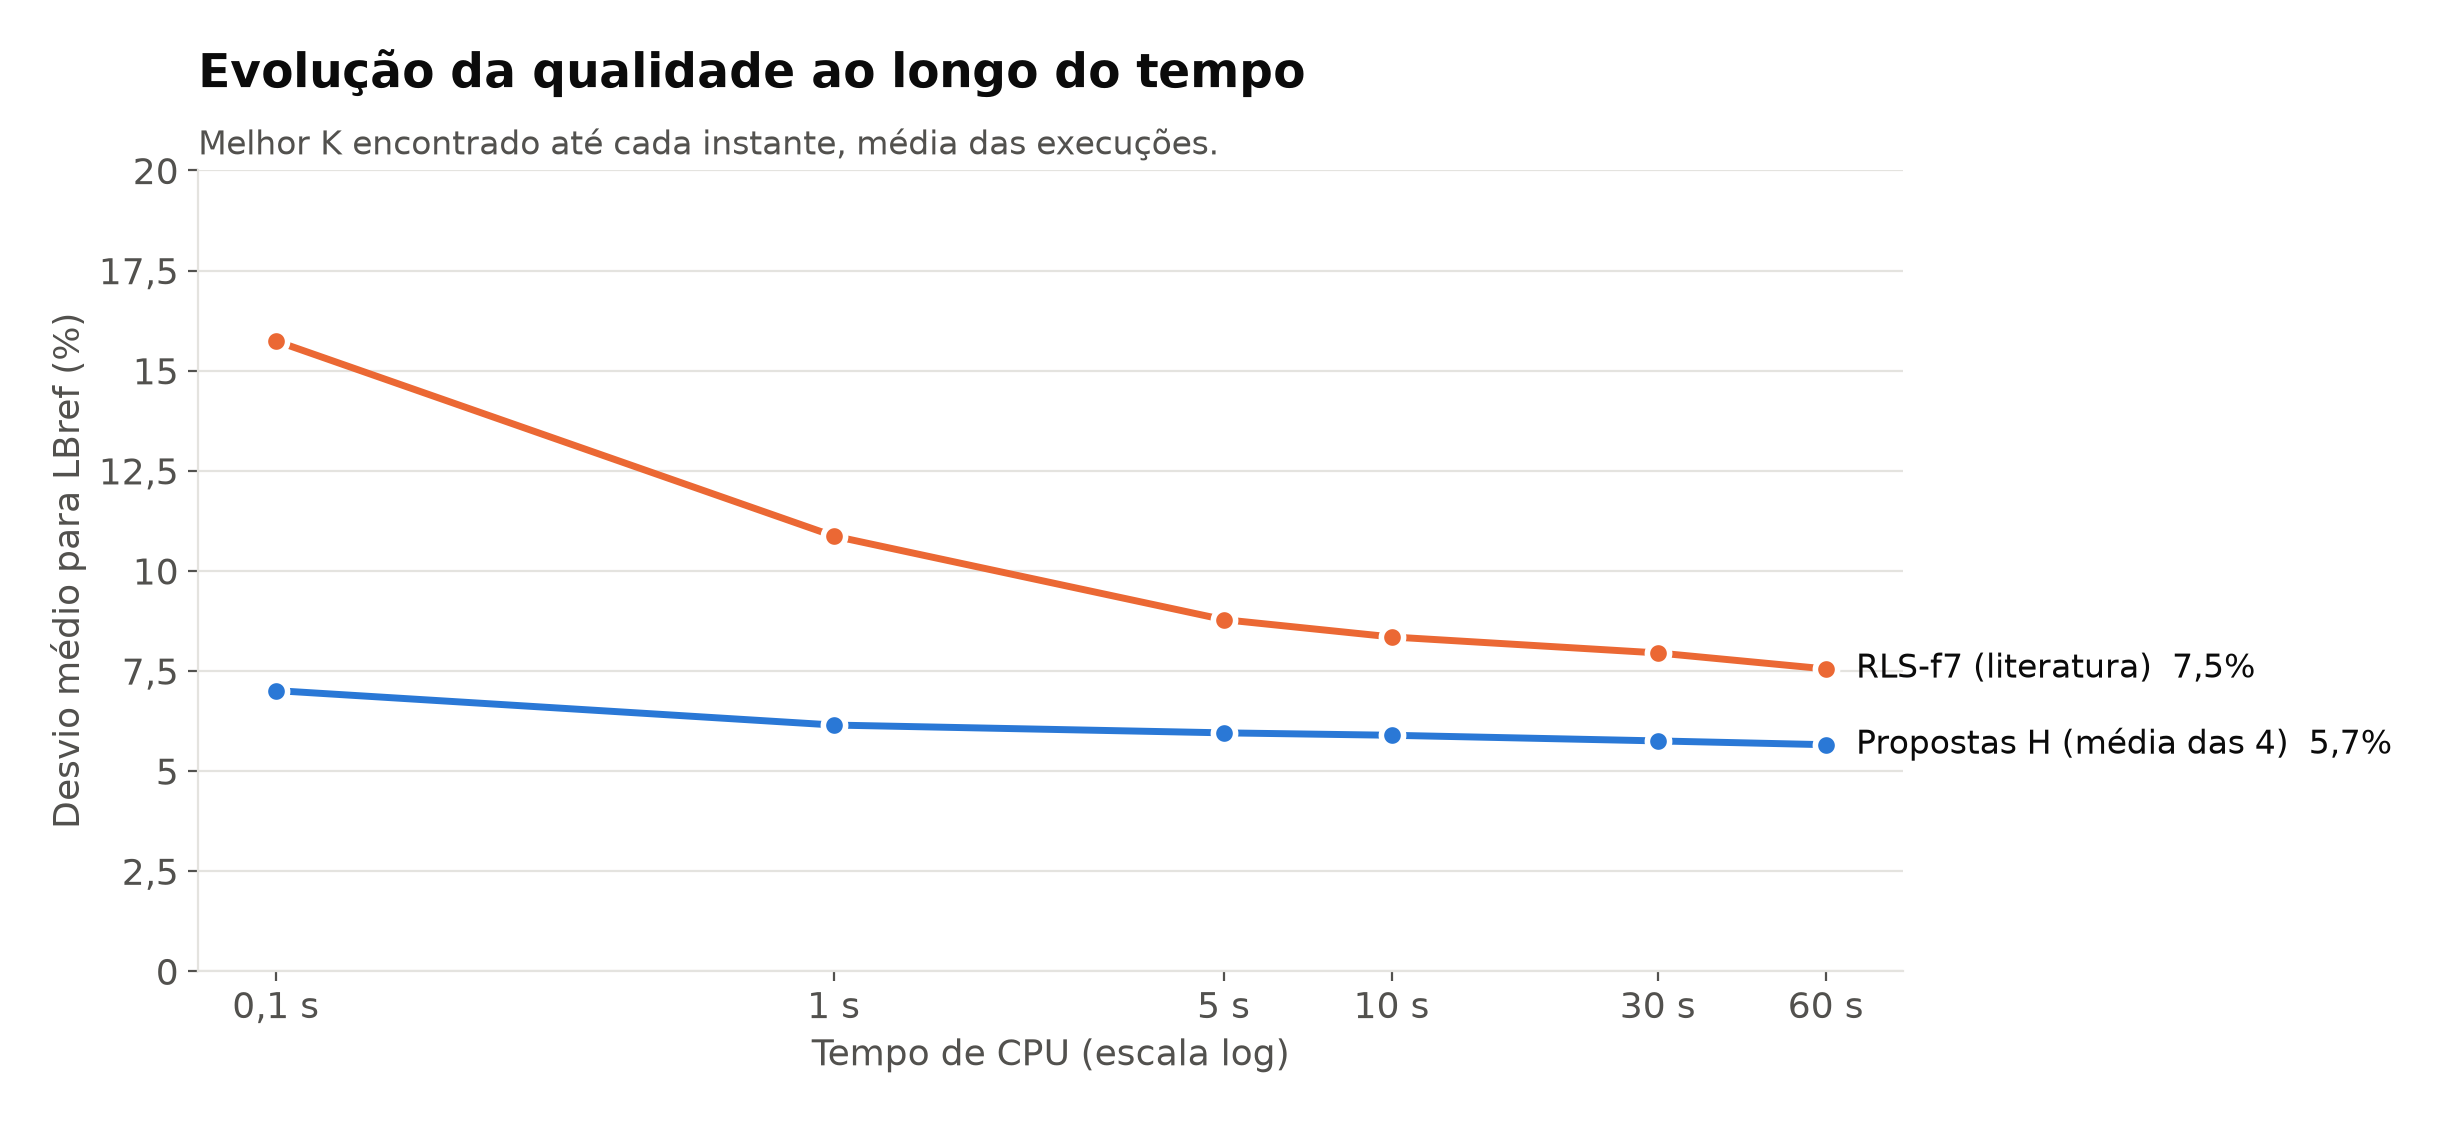 Evolução da qualidade ao longo do tempo
Melhor K encontrado até cada instante, média das execuções.
Desvio médio para LBref (%)
20
17,5
15
12,5
10
7,5
5
2,5
0
RLS-f7 (literatura) 7,5%
Propostas H (média das 4) 5,7%
0,1 s
1 s
5 s
10 s
30 s
60 s
Tempo de CPU (escala log)